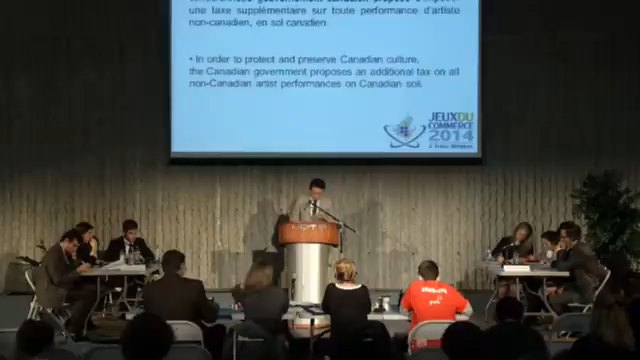 une taxe supplémentaire sur toute performance d'artiste
non-canadien, en sol canadien
• In order to protect and preserve Canadian culture,
the Canadian government proposes an additional tax on all
non-Canadian artist performances on Canadian soil.
JEUXDU
COMMERCE
2014